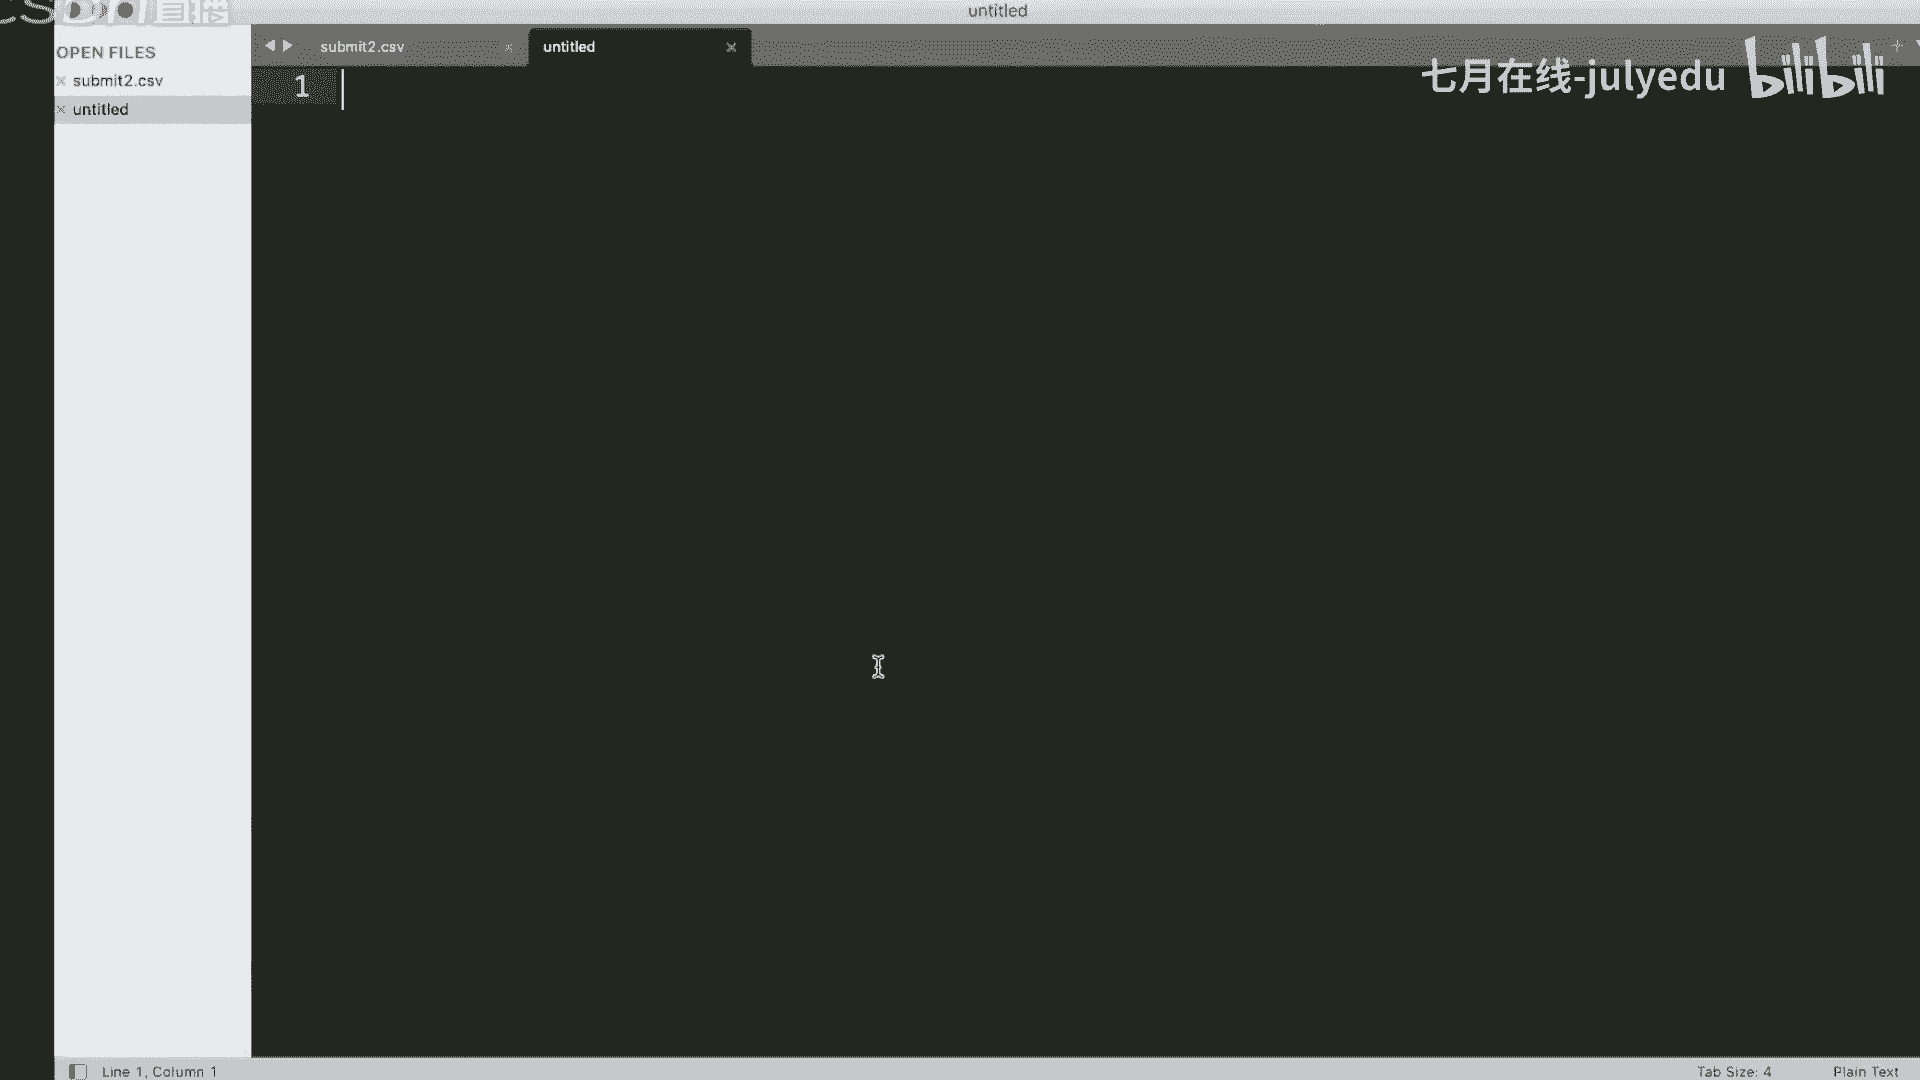 CSDN直播
untitled
OPEN FILES
submit2.csv
untitled
submit2.csv
untitled
1
七月在线-julyedu bilibili
Line 1, Column 1
Tab Size: 4
Plain Text